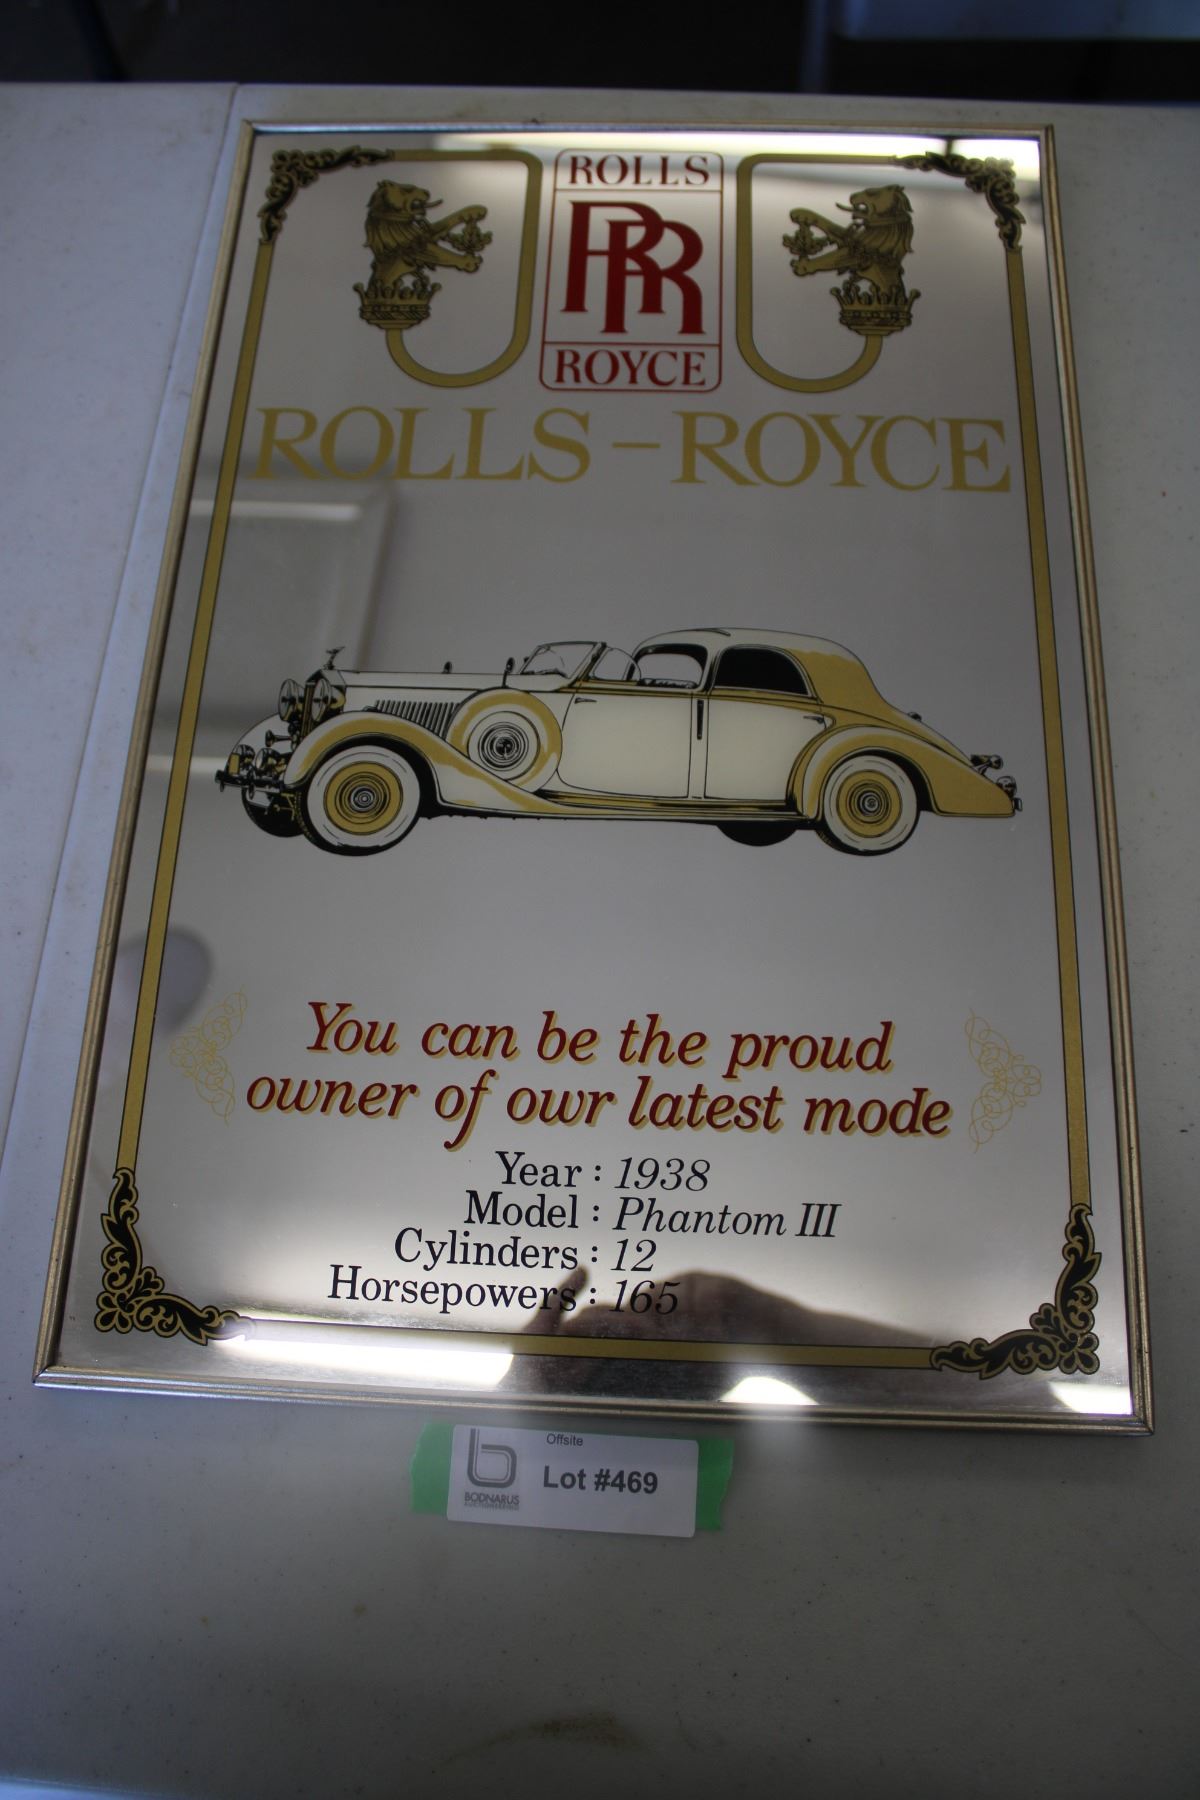 ROLLS
RR
ROYCE
ROLLS-ROYCE
You can be the proud
owner of owr latest mode
Year : 1938
Model : Phantom III
Cylinders : 12
Horsepowers : 165
Offsite
Lot #469
b
BODNARUS
AUCTIONEERING